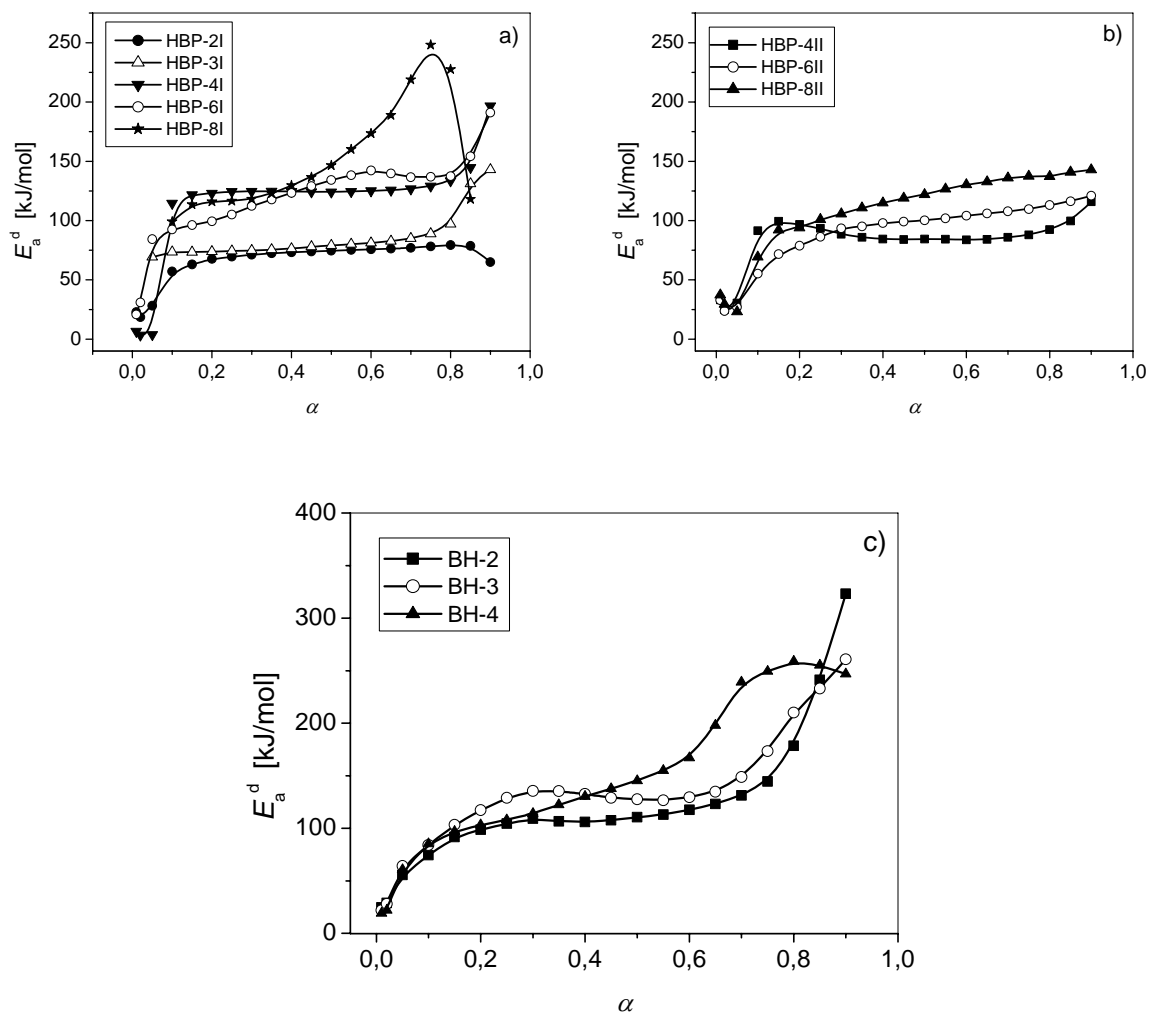 a)
HBP-2I
HBP-3I
HBP-4I
HBP-6I
HBP-8I
250
200
150
100
50
0
E_a^d [kJ/mol]
0,0 0,2 0,4 0,6 0,8 1,0
α
b)
HBP-4II
HBP-6II
HBP-8II
250
200
150
100
50
0
E_a^d [kJ/mol]
0,0 0,2 0,4 0,6 0,8 1,0
α
c)
BH-2
BH-3
BH-4
400
300
200
100
0
E_a^d [kJ/mol]
0,0 0,2 0,4 0,6 0,8 1,0
α